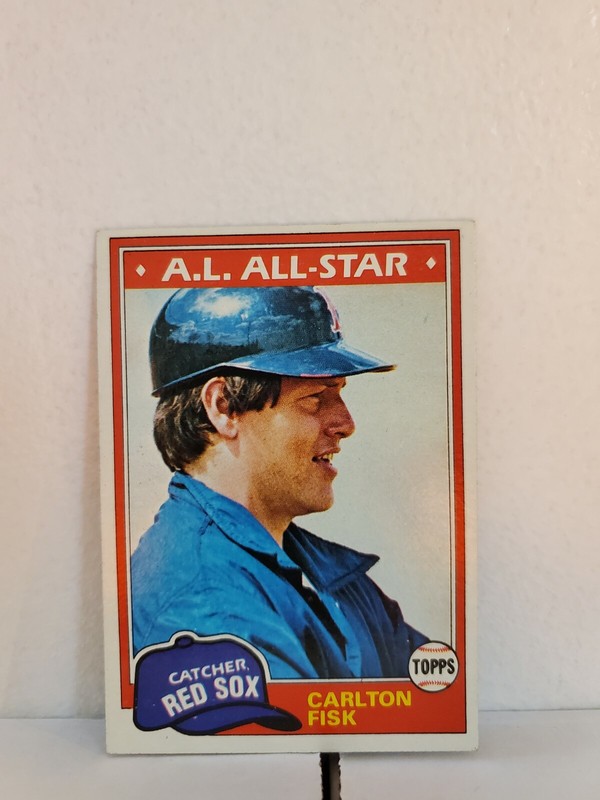 A.L. ALL-STAR
CATCHER,
RED SOX
TOPPS
CARLTON
FISK